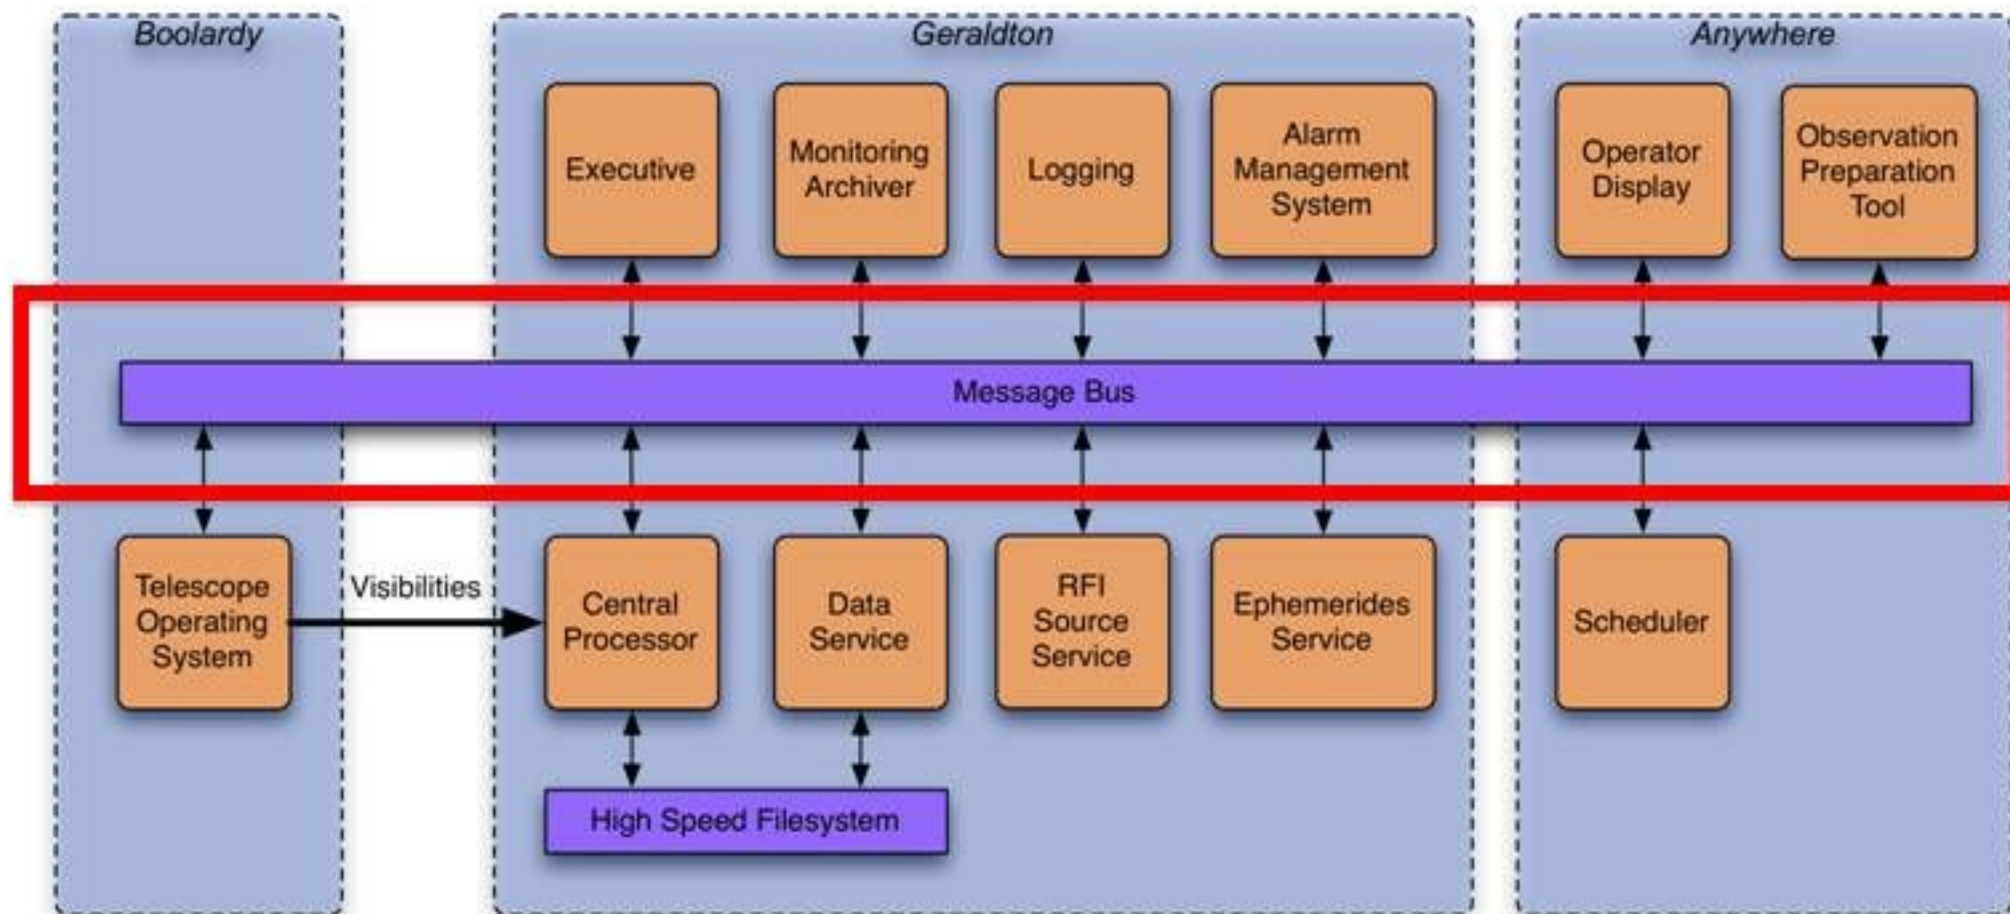 Boolardy
Geraldton
Anywhere
Executive
Monitoring
Archiver
Logging
Alarm
Management
System
Operator
Display
Observation
Preparation
Tool
Message Bus
Telescope
Operating
System
Visibilities
Central
Processor
Data
Service
RFI
Source
Service
Ephemerides
Service
Scheduler
High Speed Filesystem